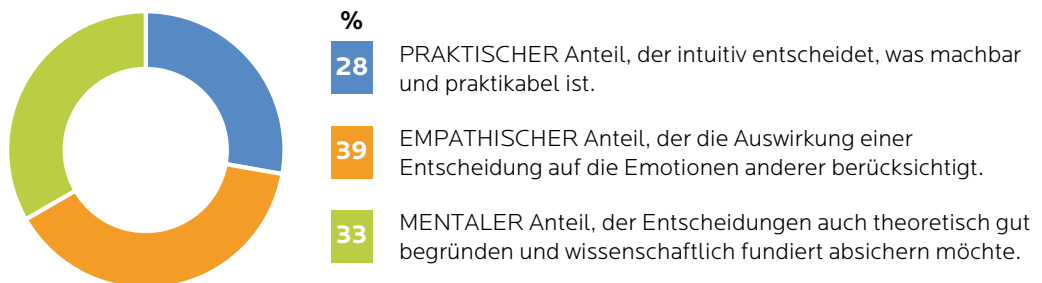 %
28
PRAKTISCHER Anteil, der intuitiv entscheidet, was machbar
und praktikabel ist.
39
EMPATHISCHER Anteil, der die Auswirkung einer
Entscheidung auf die Emotionen anderer berücksichtigt.
33
MENTALER Anteil, der Entscheidungen auch theoretisch gut
begründen und wissenschaftlich fundiert absichern möchte.